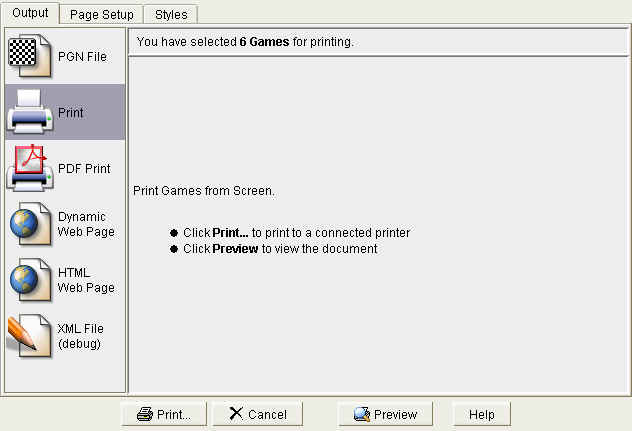 Output
Page Setup
Styles
PGN File
Print
PDF Print
Dynamic
Web Page
HTML
Web Page
XML File
(debug)
You have selected 6 Games for printing.
Print Games from Screen.
Click Print... to print to a connected printer
Click Preview to view the document
Print...
Cancel
Preview
Help